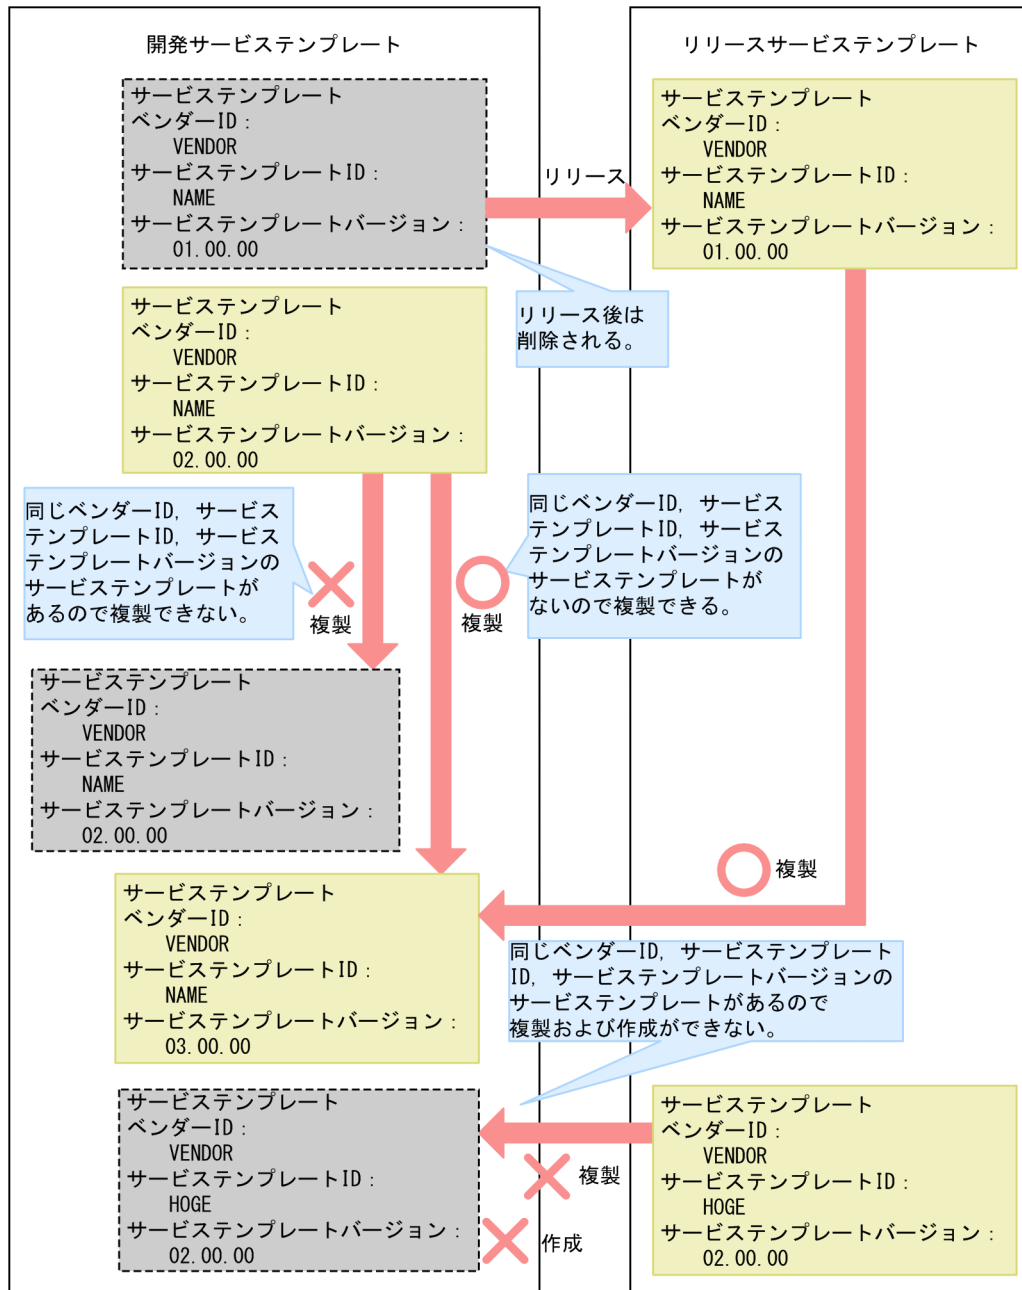 開発サービステンプレート
リリースサービステンプレート
サービステンプレート
ベンダーID：
VENDOR
サービステンプレートID：
NAME
サービステンプレートバージョン：
01.00.00
リリース
サービステンプレート
ベンダーID：
VENDOR
サービステンプレートID：
NAME
サービステンプレートバージョン：
01.00.00
リリース後は
削除される。
サービステンプレート
ベンダーID：
VENDOR
サービステンプレートID：
NAME
サービステンプレートバージョン：
02.00.00
同じベンダーID，サービス
テンプレートID，サービス
テンプレートバージョンの
サービステンプレートが
あるので複製できない。
複製
複製
同じベンダーID，サービス
テンプレートID，サービス
テンプレートバージョンの
サービステンプレートが
ないので複製できる。
サービステンプレート
ベンダーID：
VENDOR
サービステンプレートID：
NAME
サービステンプレートバージョン：
02.00.00
複製
サービステンプレート
ベンダーID：
VENDOR
サービステンプレートID：
NAME
サービステンプレートバージョン：
03.00.00
同じベンダーID，サービステンプレート
ID，サービステンプレートバージョンの
サービステンプレートがあるので
複製および作成ができない。
サービステンプレート
ベンダーID：
VENDOR
サービステンプレートID：
HOGE
サービステンプレートバージョン：
02.00.00
複製
作成
サービステンプレート
ベンダーID：
VENDOR
サービステンプレートID：
HOGE
サービステンプレートバージョン：
02.00.00